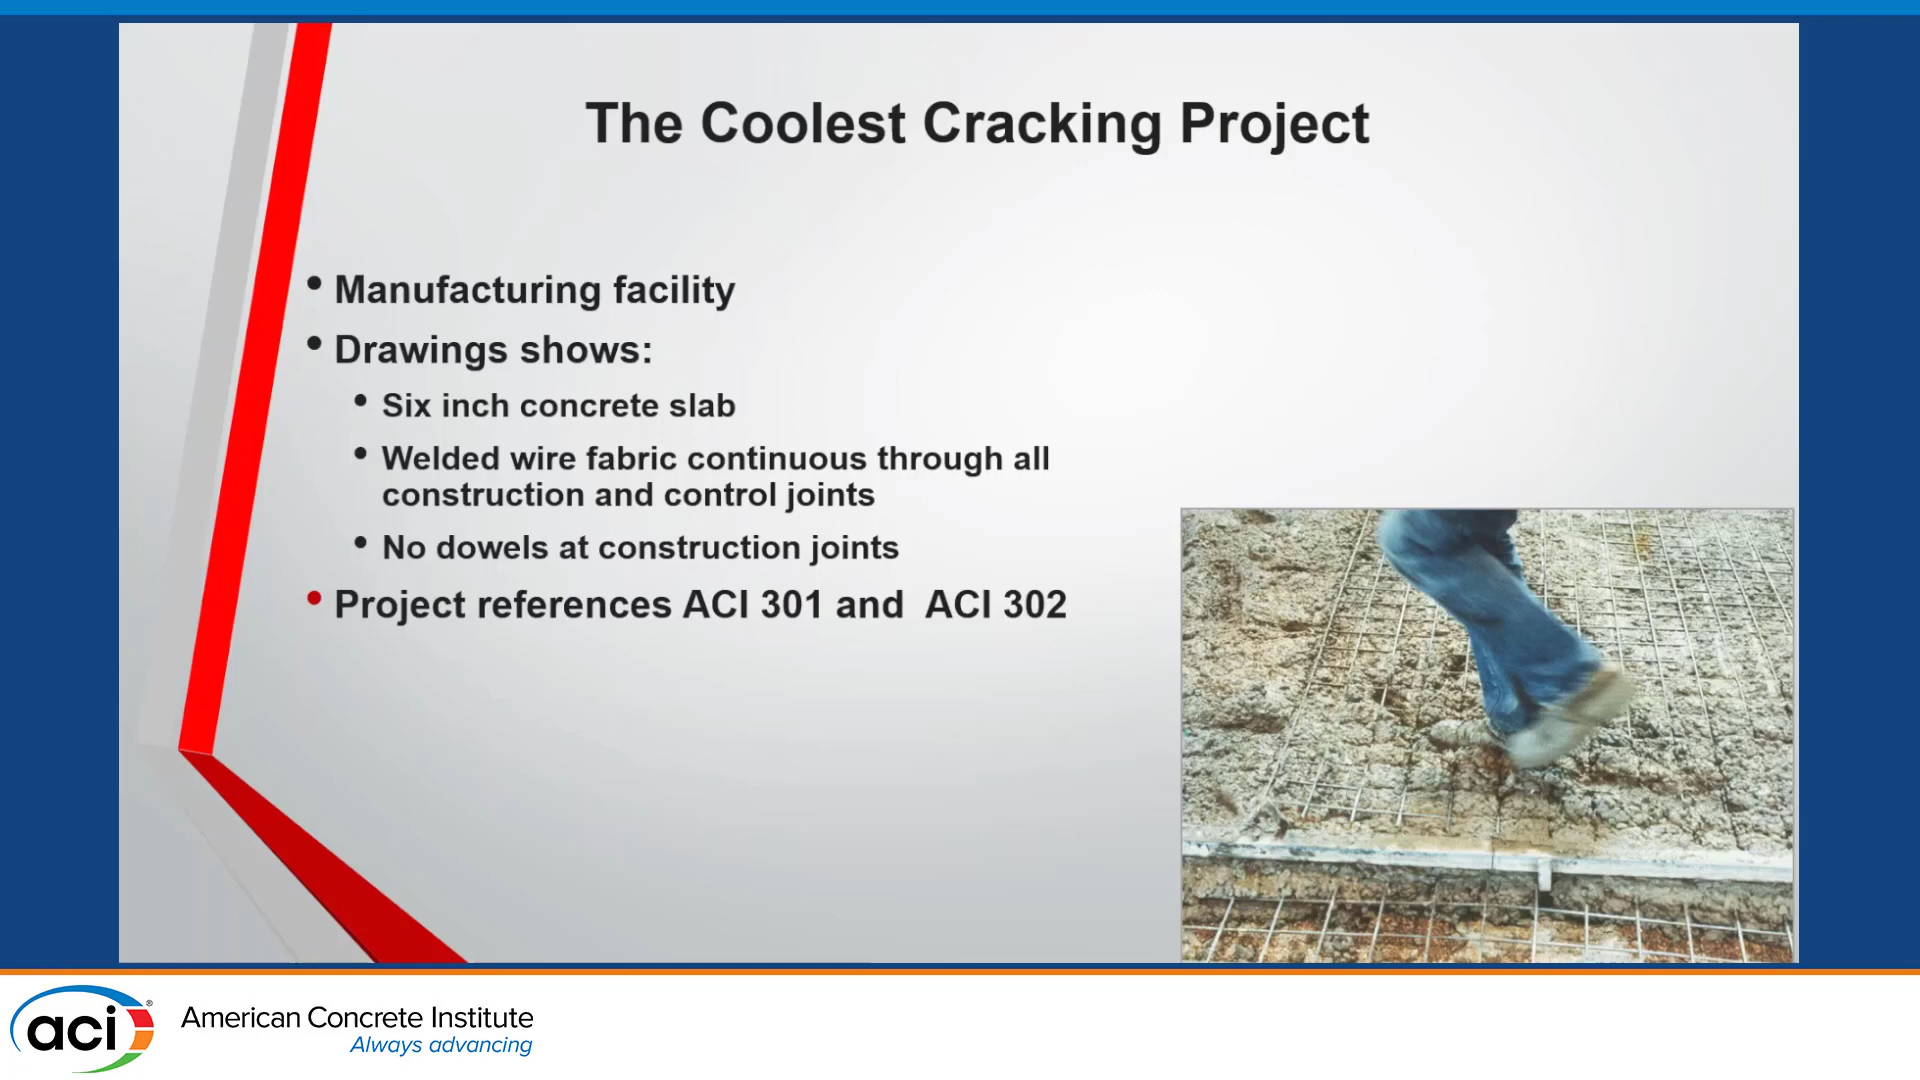 The Coolest Cracking Project
• Manufacturing facility
• Drawings shows:
• Six inch concrete slab
• Welded wire fabric continuous through all
construction and control joints
• No dowels at construction joints
• Project references ACI 301 and ACI 302
aci®
American Concrete Institute
Always advancing